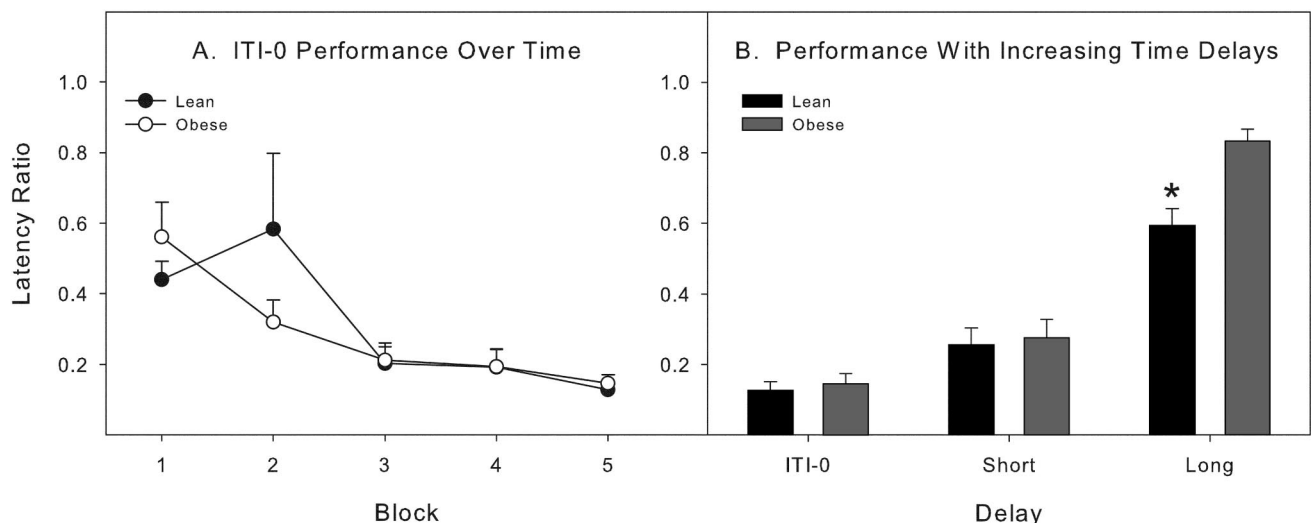 A. ITI-0 Performance Over Time
Lean
Obese
Latency Ratio
1.0
0.8
0.6
0.4
0.2
1 2 3 4 5
Block
B. Performance With Increasing Time Delays
Lean
Obese
1.0
0.8
0.6
*
0.4
0.2
ITI-0 Short Long
Delay